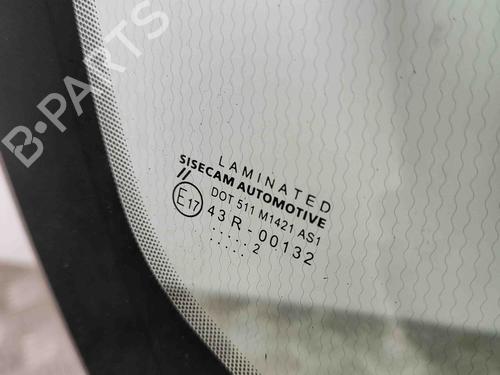 B-PARTS
LAMINATED
SISECAM AUTOMOTIVE
//
DOT 511 M1421 AS1
E17 43R-00132
..... 2
.....